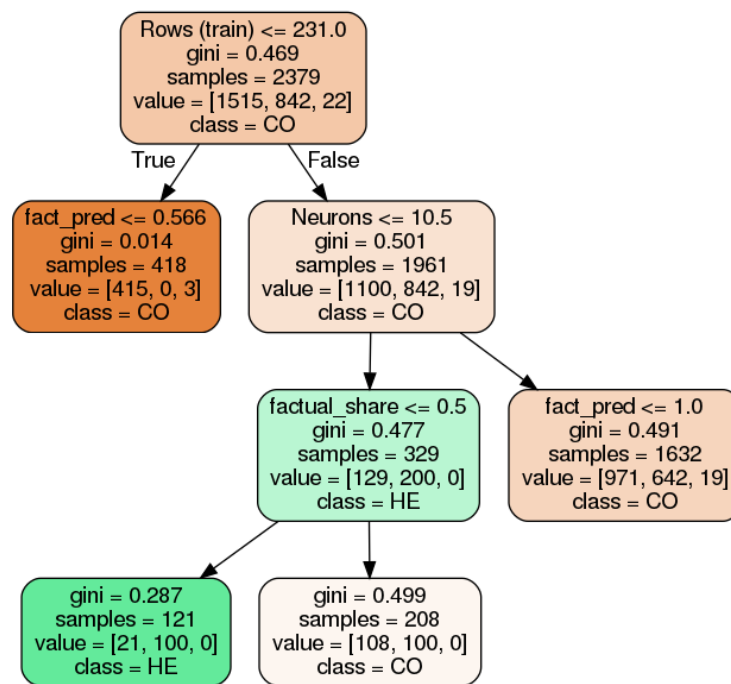 Rows (train) <= 231.0
gini = 0.469
samples = 2379
value = [1515, 842, 22]
class = CO
True
False
fact_pred <= 0.566
gini = 0.014
samples = 418
value = [415, 0, 3]
class = CO
Neurons <= 10.5
gini = 0.501
samples = 1961
value = [1100, 842, 19]
class = CO
factual_share <= 0.5
gini = 0.477
samples = 329
value = [129, 200, 0]
class = HE
fact_pred <= 1.0
gini = 0.491
samples = 1632
value = [971, 642, 19]
class = CO
gini = 0.287
samples = 121
value = [21, 100, 0]
class = HE
gini = 0.499
samples = 208
value = [108, 100, 0]
class = CO